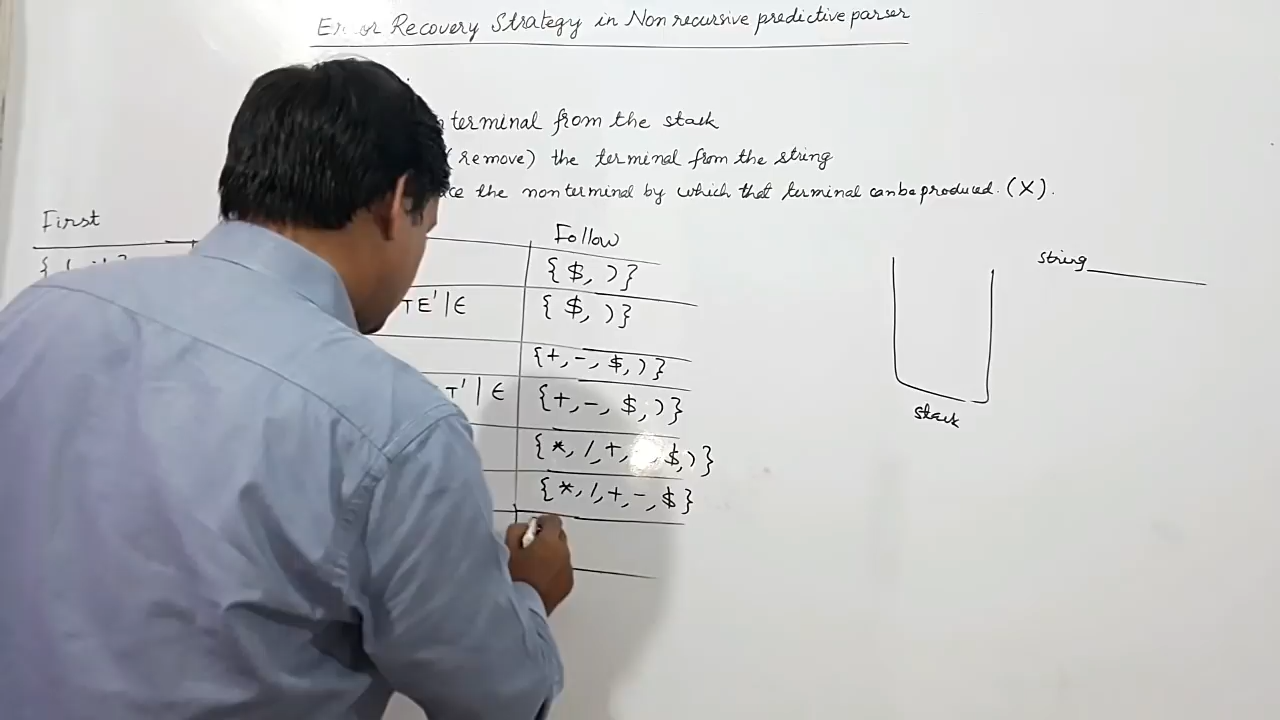 Error Recovery Strategy in Non recursive predictive parser
terminal from the stack
(remove) the terminal from the string
the nonterminal by which that terminal can be produced. (X).
First
Follow
string
{ $, ) }
TE' | ϵ
{ $, ) }
{+, -, $, ) }
T' | ϵ
{+, -, $, ) }
{ *, /, +, , $, ) }
{ *, /, +, -, $ }
stack